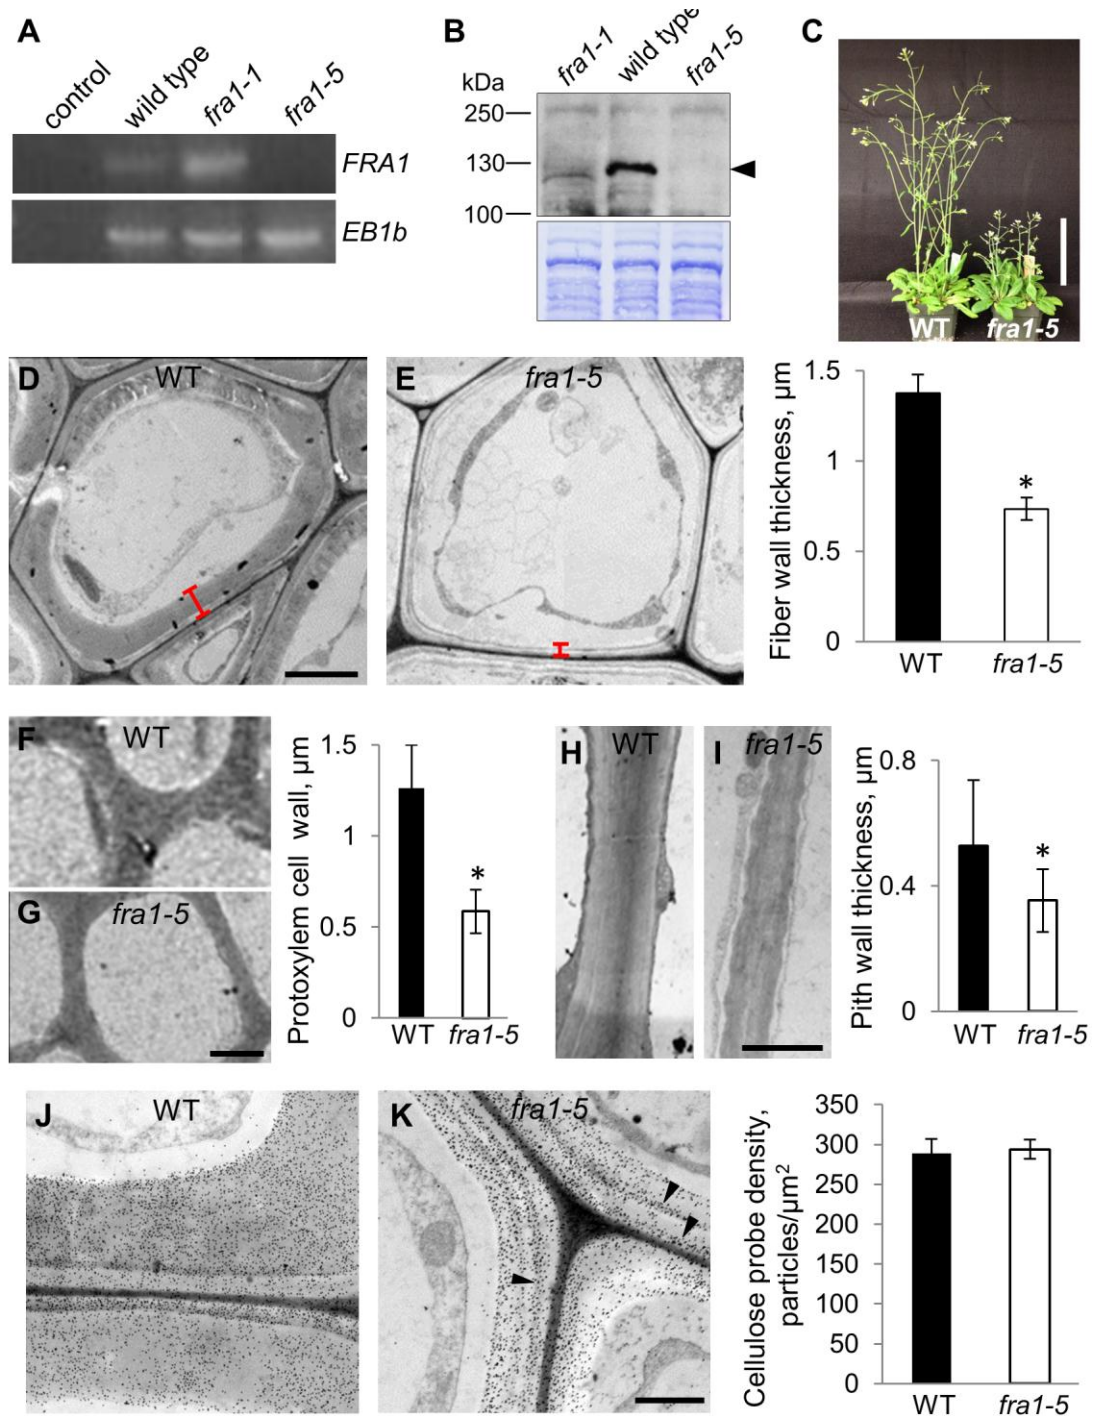 A
control
wild type
fra1-1
fra1-5
FRA1
EB1b
B
fra1-1
wild type
fra1-5
kDa
250
130
100
C
WT
fra1-5
D
WT
E
fra1-5
Fiber wall thickness, µm
1.5
1
0.5
0
WT
fra1-5
F
WT
G
fra1-5
Protoxylem cell wall, µm
1.5
1
0.5
0
WT
fra1-5
H
WT
I
fra1-5
Pith wall thickness, µm
0.8
0.4
0
WT
fra1-5
*
*
*
J
WT
K
fra1-5
Cellulose probe density,
particles/µm²
350
300
250
200
150
100
50
0
WT
fra1-5